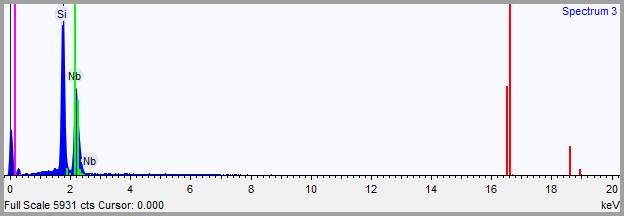 Spectrum 3
Si
Nb
Nb
0 2 4 6 8 10 12 14 16 18 20
Full Scale 5931 cts Cursor: 0.000 keV